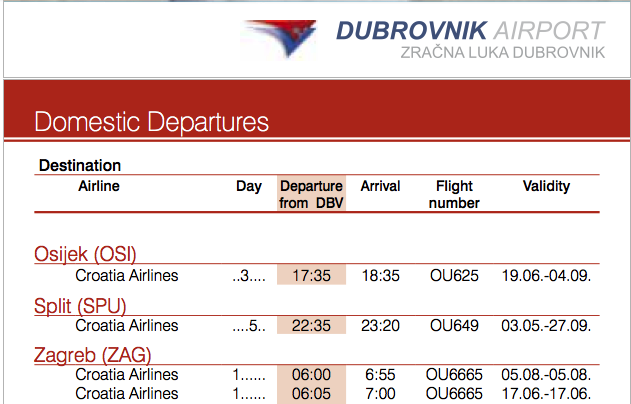 DUBROVNIK AIRPORT
ZRAČNA LUKA DUBROVNIK
Domestic Departures
Destination
Airline Day Departure from DBV Arrival Flight number Validity
Osijek (OSI)
Croatia Airlines ..3.... 17:35 18:35 OU625 19.06.-04.09.
Split (SPU)
Croatia Airlines ....5.. 22:35 23:20 OU649 03.05.-27.09.
Zagreb (ZAG)
Croatia Airlines 1...... 06:00 6:55 OU6665 05.08.-05.08.
Croatia Airlines 1...... 06:05 7:00 OU6665 17.06.-17.06.